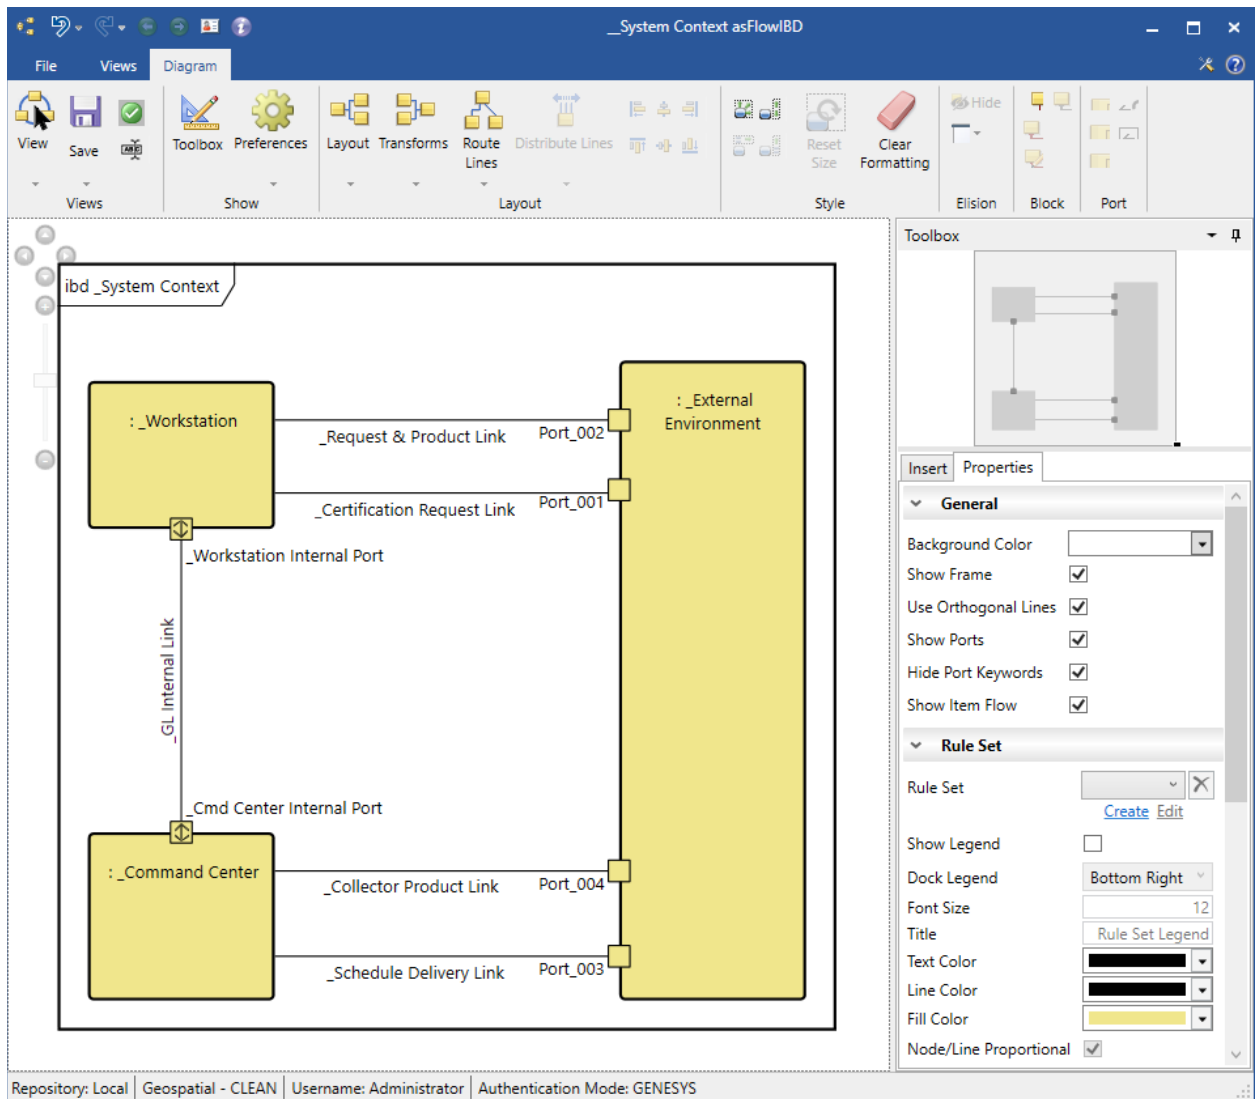 _System Context asFlowIBD
File Views Diagram
View Save Toolbox Preferences Layout Transforms Route Lines Distribute Lines Reset Size Clear Formatting Hide
Views Show Layout Style Elision Block Port
ibd _System Context
: _Workstation
: _External
Environment
_Request & Product Link Port_002
_Certification Request Link Port_001
_Workstation Internal Port
_GL Internal Link
_Cmd Center Internal Port
: _Command Center
_Collector Product Link Port_004
_Schedule Delivery Link Port_003
Toolbox
Insert Properties
General
Background Color
Show Frame
Use Orthogonal Lines
Show Ports
Hide Port Keywords
Show Item Flow
Rule Set
Rule Set
Create Edit
Show Legend
Dock Legend Bottom Right
Font Size 12
Title Rule Set Legend
Text Color
Line Color
Fill Color
Node/Line Proportional
Repository: Local Geospatial - CLEAN Username: Administrator Authentication Mode: GENESYS